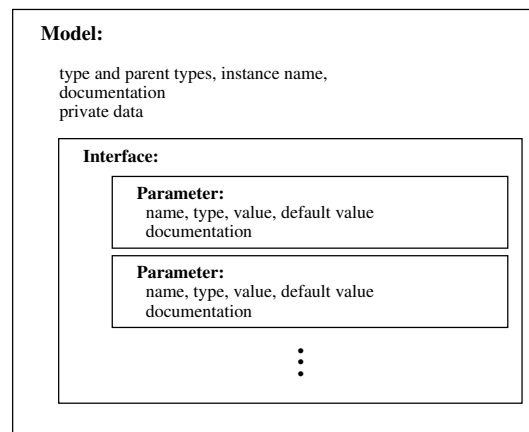 Model:
type and parent types, instance name,
documentation
private data
Interface:
Parameter:
name, type, value, default value
documentation
Parameter:
name, type, value, default value
documentation